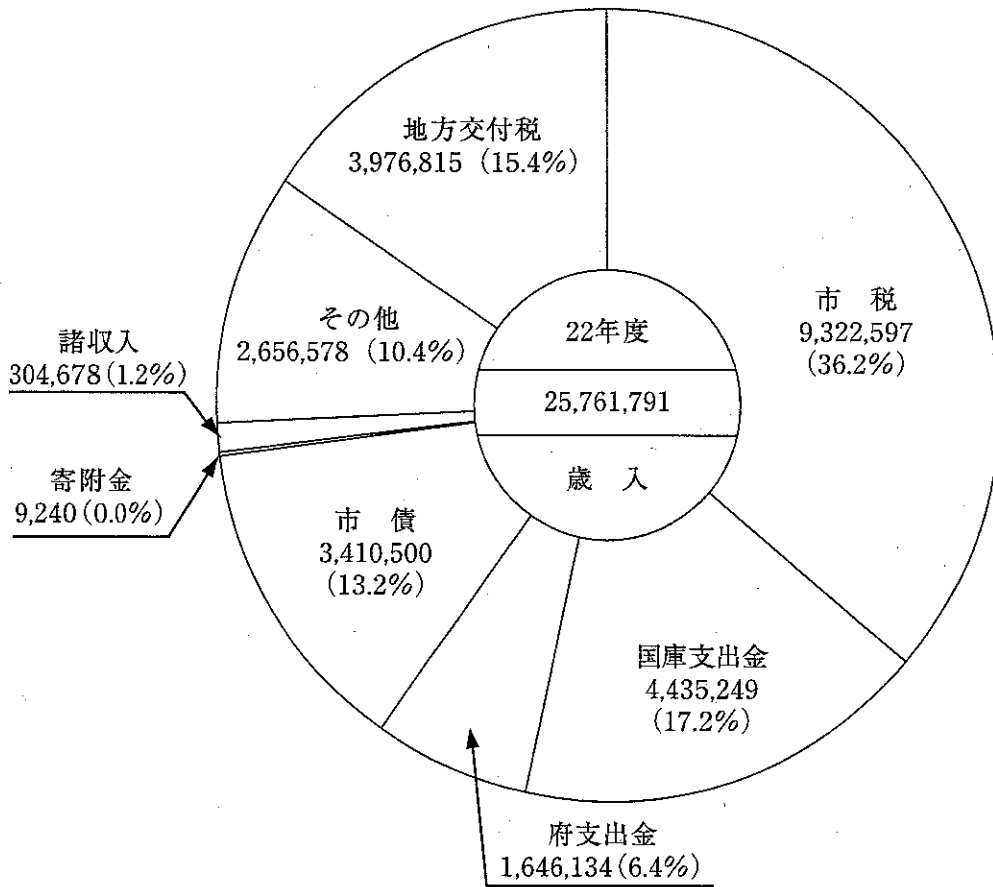 地方交付税
3,976,815 (15.4%)
市 税
9,322,597
(36.2%)
その他
2,656,578 (10.4%)
諸収入
304,678(1.2%)
22年度
25,761,791
歳 入
寄附金
9,240(0.0%)
市 債
3,410,500
(13.2%)
国庫支出金
4,435,249
(17.2%)
府支出金
1,646,134(6.4%)